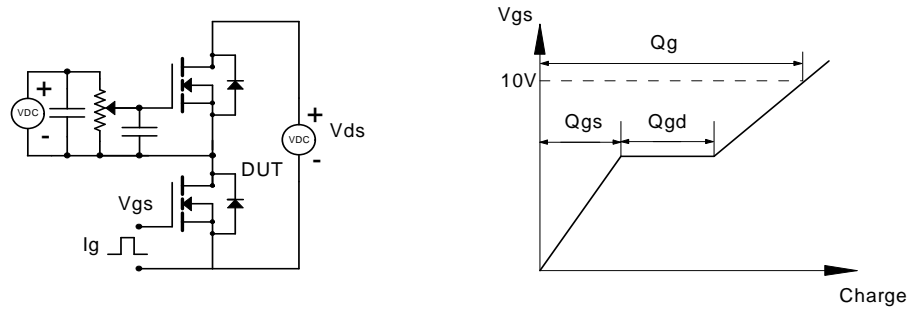 +
VDC
-
+
VDC
-
Vds
DUT
Vgs
Ig
Vgs
Qg
10V
Qgs
Qgd
Charge